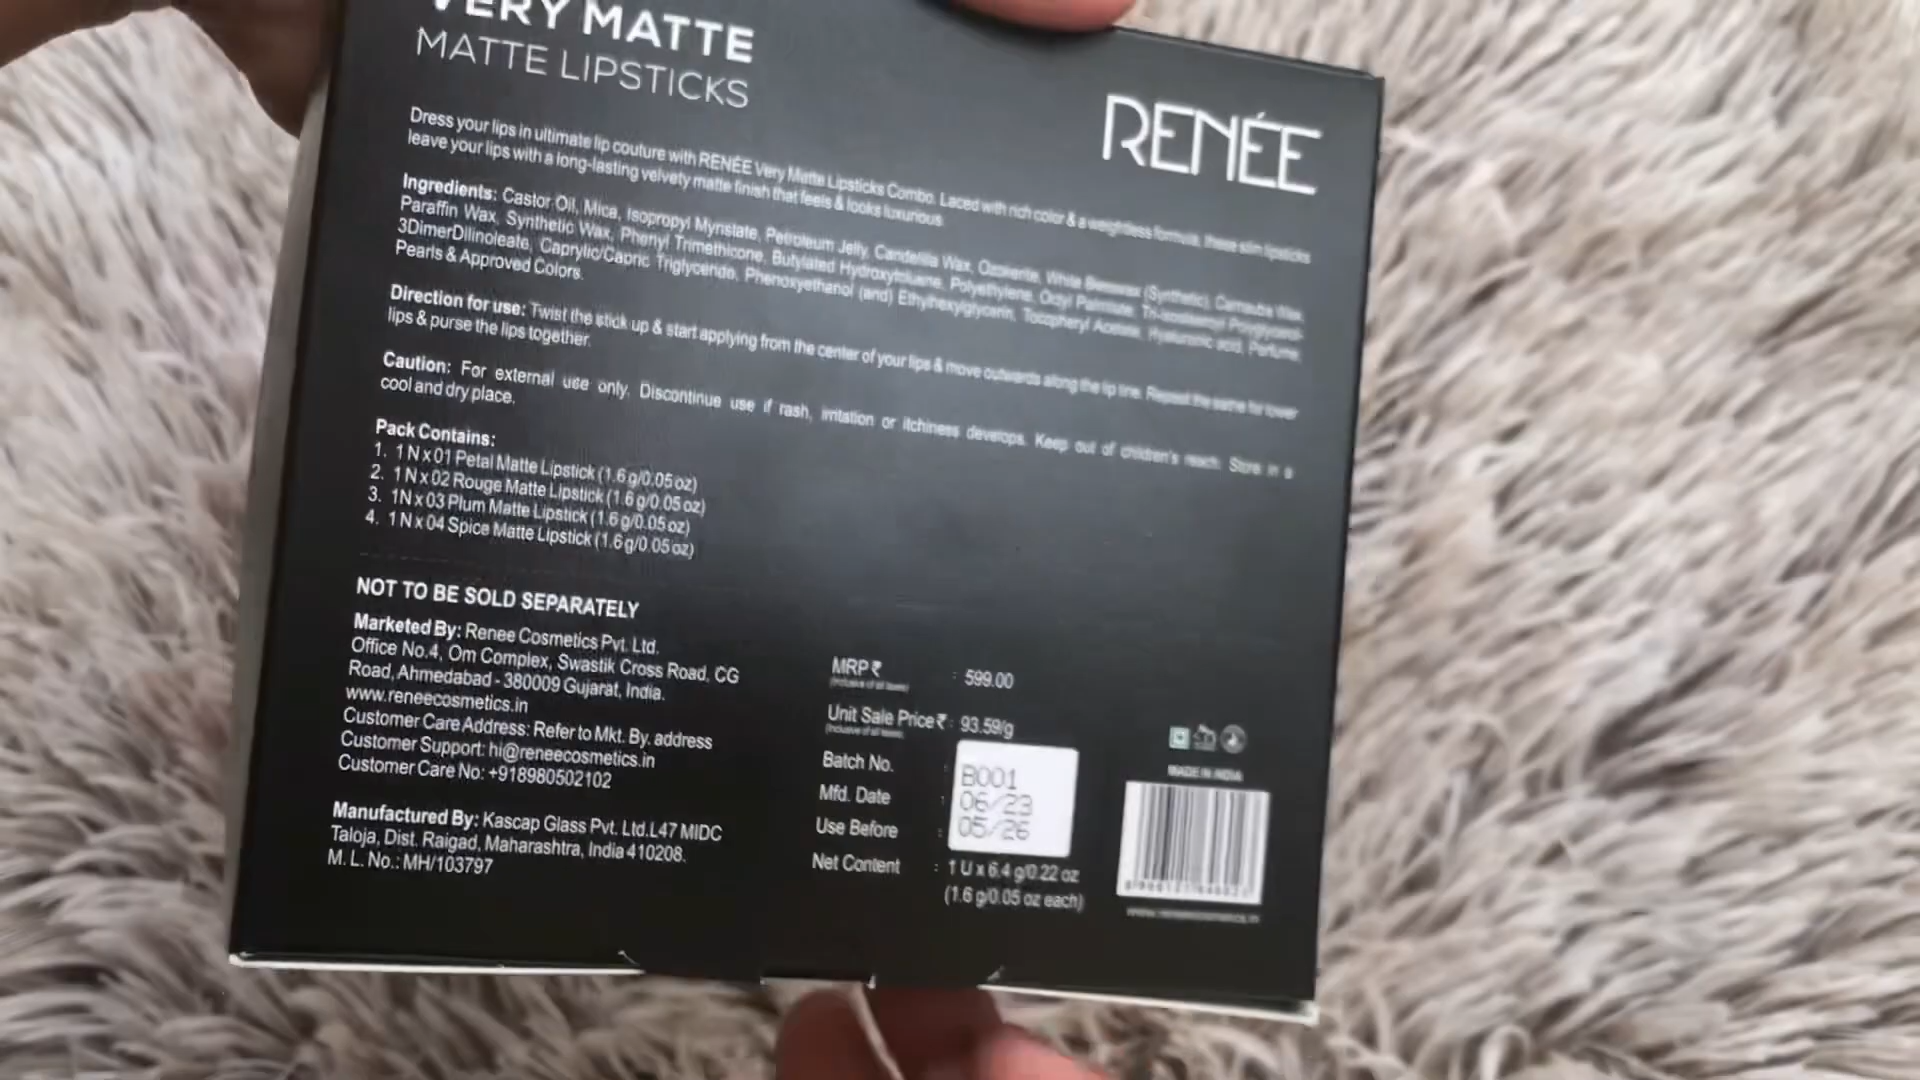 VERY MATTE
MATTE LIPSTICKS
RENÉE
Dress your lips in ultimate lip couture with RENÉE Very Matte Lipsticks Combo. Laced with rich color & a weightless formula, these slim lipsticks
leave your lips with a long-lasting velvety matte finish that feels & looks luxurious.
Ingredients: Castor Oil, Mica, Isopropyl Myristate, Petroleum Jelly, Candelilla Wax, Ozokerite, White Beeswax (Synthetic), Carnauba Wax,
Paraffin Wax, Synthetic Wax, Phenyl Trimethicone, Butylated Hydroxytoluene, Polyethylene, Octyl Palmitate, Tri-isostearoyl Polyglyceryl-
3DimerDilinoleate, Caprylic/Capric Triglyceride, Phenoxyethanol (and) Ethylhexylglycerin, Tocopheryl Acetate, Hyaluronic acid, Perfume,
Pearls & Approved Colors.
Direction for use: Twist the stick up & start applying from the center of your lips & move outwards along the lip line. Repeat the same for lower
lips & purse the lips together.
Caution: For external use only. Discontinue use if rash, irritation or itchiness develops. Keep out of children's reach. Store in a
cool and dry place.
Pack Contains:
1. 1 N x 01 Petal Matte Lipstick (1.6 g/0.05 oz)
2. 1 N x 02 Rouge Matte Lipstick (1.6 g/0.05 oz)
3. 1N x 03 Plum Matte Lipstick (1.6 g/0.05 oz)
4. 1 N x 04 Spice Matte Lipstick (1.6 g/0.05 oz)
NOT TO BE SOLD SEPARATELY
Marketed By: Renee Cosmetics Pvt. Ltd.
Office No.4, Om Complex, Swastik Cross Road, CG
Road, Ahmedabad - 380009 Gujarat, India.
www.reneecosmetics.in
Customer Care Address: Refer to Mkt. By. address
Customer Support: hi@reneecosmetics.in
Customer Care No: +918980502102
Manufactured By: Kascap Glass Pvt. Ltd.L47 MIDC
Taloja, Dist. Raigad, Maharashtra, India 410208.
M. L. No.: MH/103797
MRP ₹ : 599.00
(Inclusive of all taxes)
Unit Sale Price ₹ : 93.59/g
(Inclusive of all taxes)
Batch No. : B001
Mfd. Date : 06/23
Use Before : 05/26
Net Content : 1 U x 6.4 g/0.22 oz
(1.6 g/0.05 oz each)
MADE IN INDIA
www.reneecosmetics.in